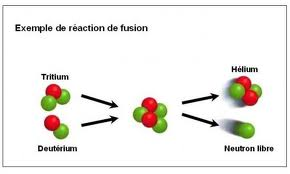 Exemple de réaction de fusion
Tritium
Hélium
Deutérium
Neutron libre